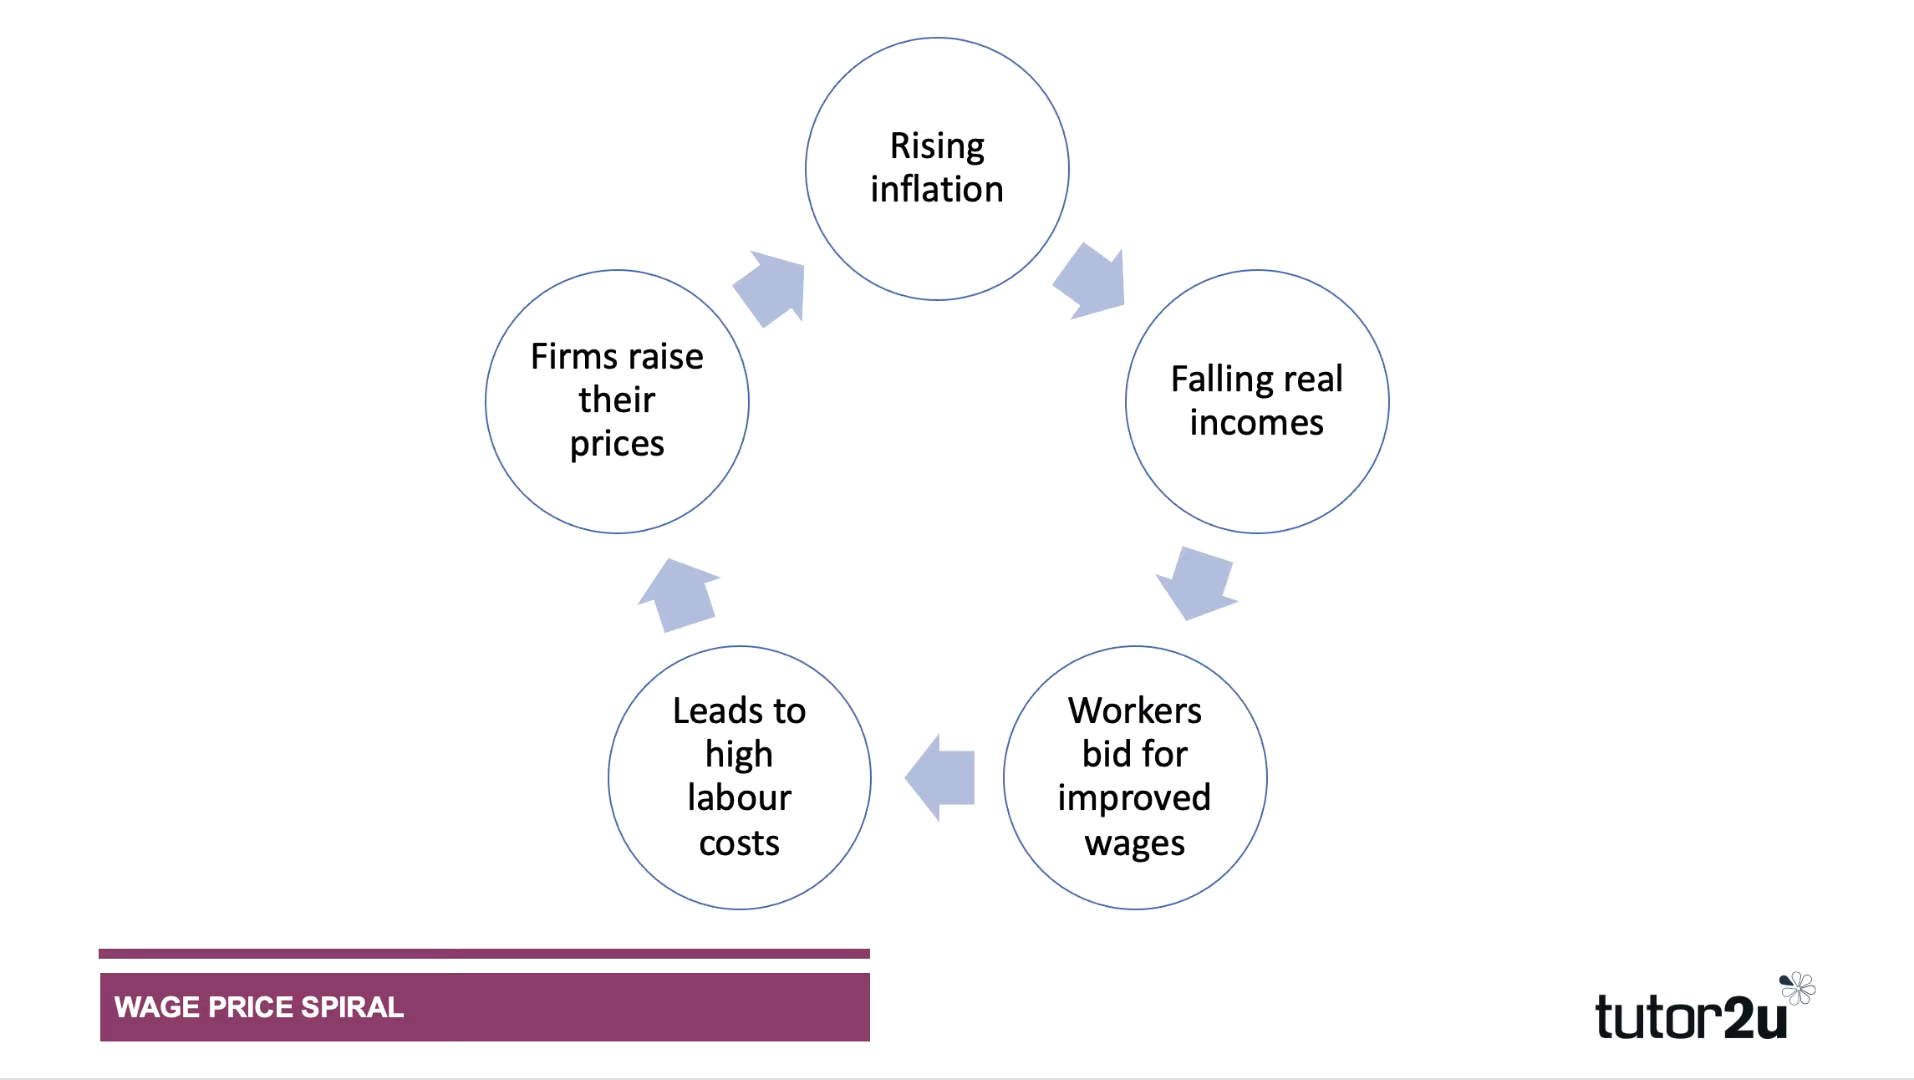 Rising
inflation
Falling real
incomes
Workers
bid for
improved
wages
Leads to
high
labour
costs
Firms raise
their
prices
WAGE PRICE SPIRAL
tutor2u